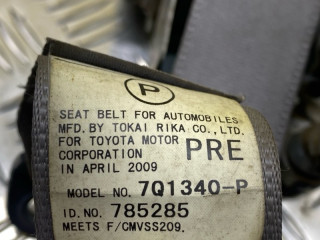 P
SEAT BELT FOR AUTOMOBILES
MFD. BY TOKAI RIKA CO., LTD.
FOR TOYOTA MOTOR
CORPORATION PRE
IN APRIL 2009
MODEL NO. 7Q1340-P
ID.NO. 785285
MEETS F/CMVSS209.